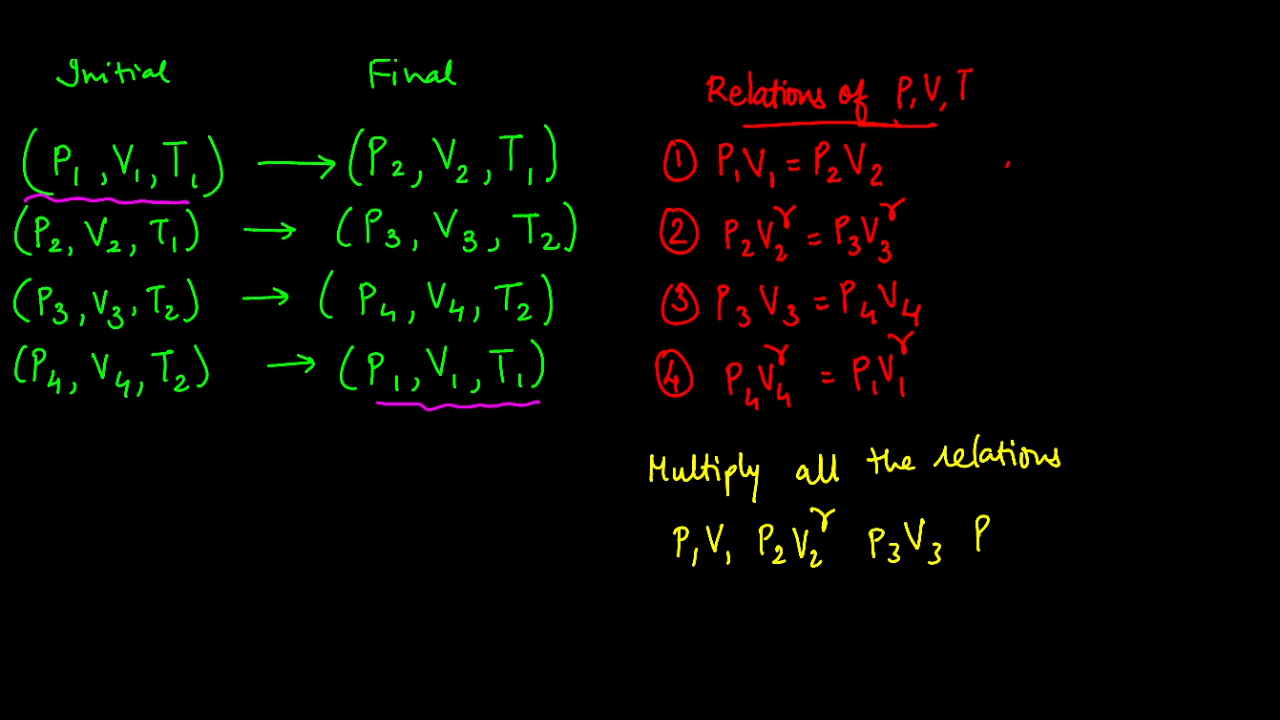 Initial Final
(P₁, V₁, T₁) → (P₂, V₂, T₁)
(P₂, V₂, T₁) → (P₃, V₃, T₂)
(P₃, V₃, T₂) → (P₄, V₄, T₂)
(P₄, V₄, T₂) → (P₁, V₁, T₁)
Relations of P, V, T
① P₁V₁ = P₂V₂
② P₂V₂^γ = P₃V₃^γ
③ P₃V₃ = P₄V₄
④ P₄V₄^γ = P₁V₁^γ
Multiply all the relations
P₁V₁ P₂V₂^γ P₃V₃ P